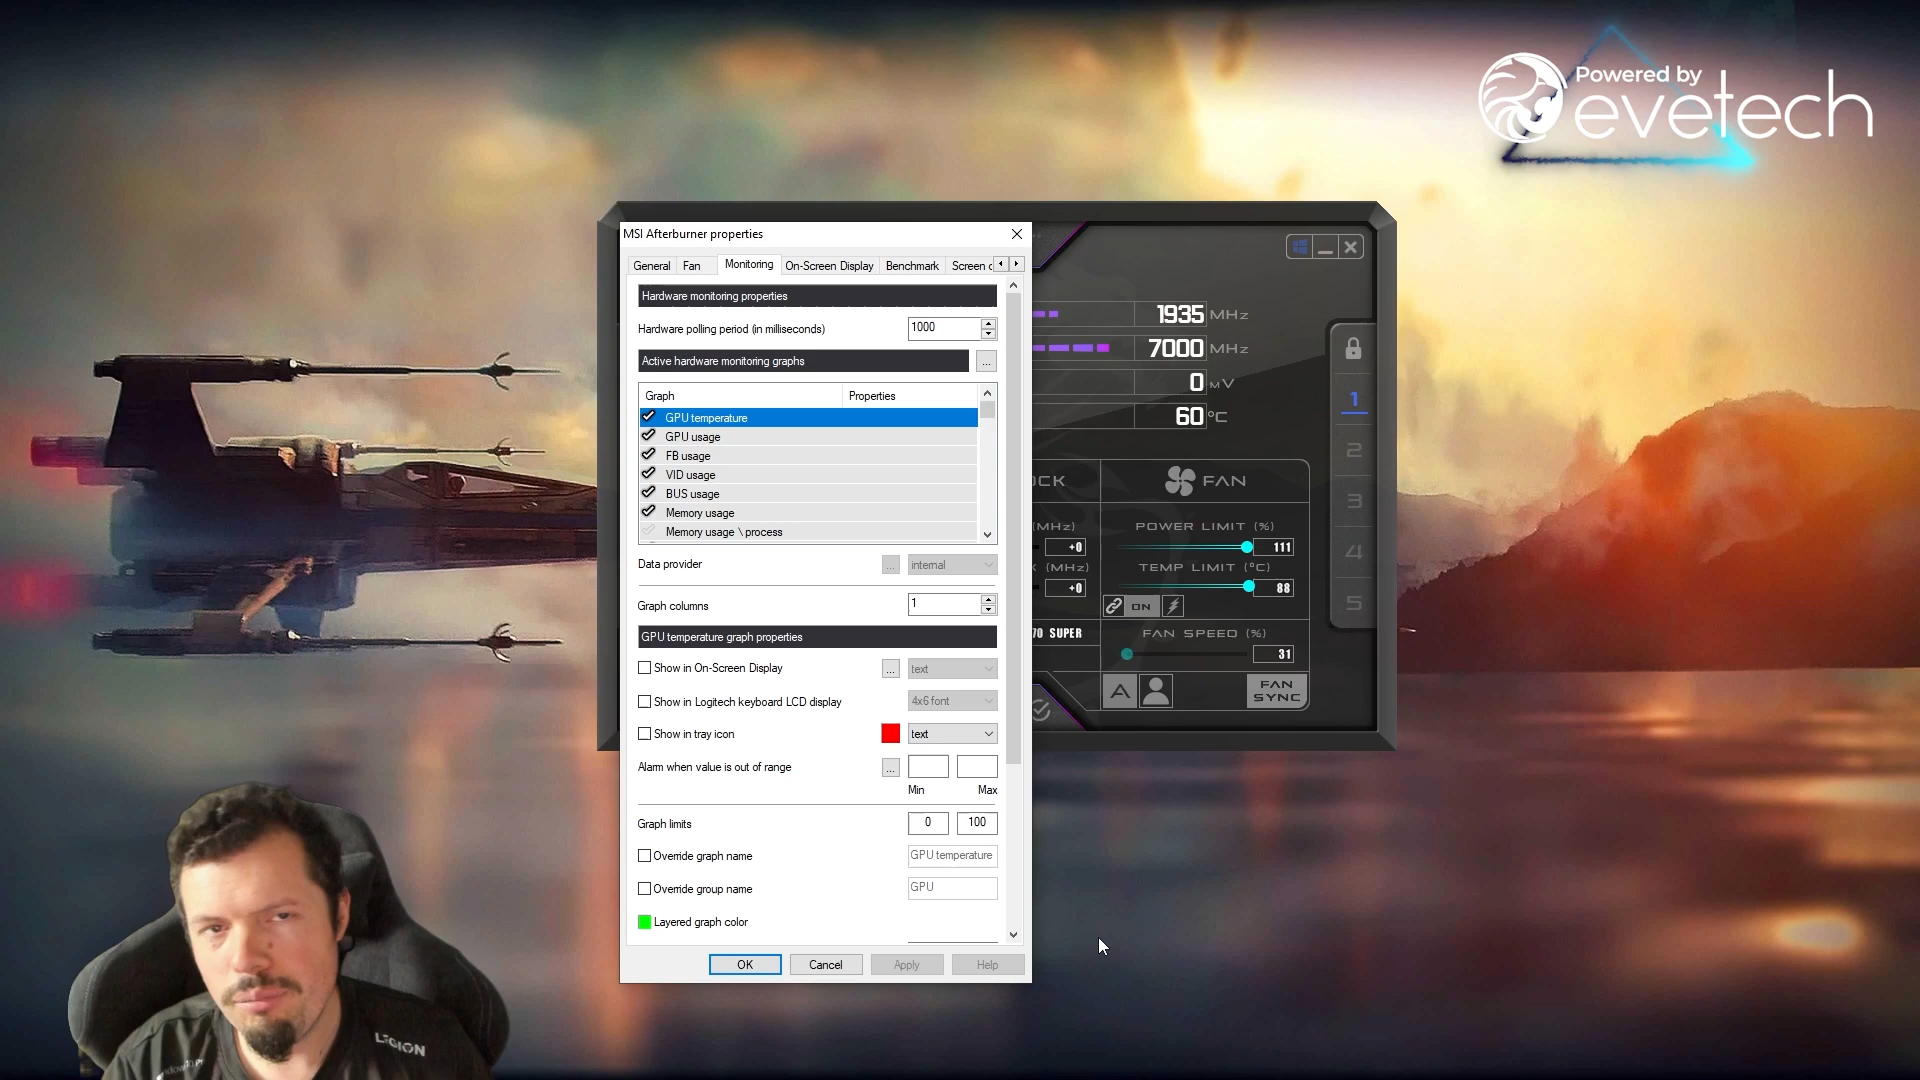 Powered by
evetech
MSI Afterburner properties
General
Fan
Monitoring
On-Screen Display
Benchmark
Screen c
Hardware monitoring properties
Hardware polling period (in milliseconds)
1000
Active hardware monitoring graphs
...
Graph
Properties
GPU temperature
GPU usage
FB usage
VID usage
BUS usage
Memory usage
Memory usage \ process
Data provider
...
internal
Graph columns
1
GPU temperature graph properties
Show in On-Screen Display
...
text
Show in Logitech keyboard LCD display
4x6 font
Show in tray icon
text
Alarm when value is out of range
...
Min
Max
Graph limits
0
100
Override graph name
GPU temperature
Override group name
GPU
Layered graph color
OK
Cancel
Apply
Help
1935 MHz
7000 MHz
0 mV
60 °C
OCK
FAN
(MHz)
+0
(MHz)
+0
70 SUPER
POWER LIMIT (%)
111
TEMP LIMIT (°C)
88
ON
FAN SPEED (%)
31
A
FAN
SYNC
1
2
3
4
5
LEGION